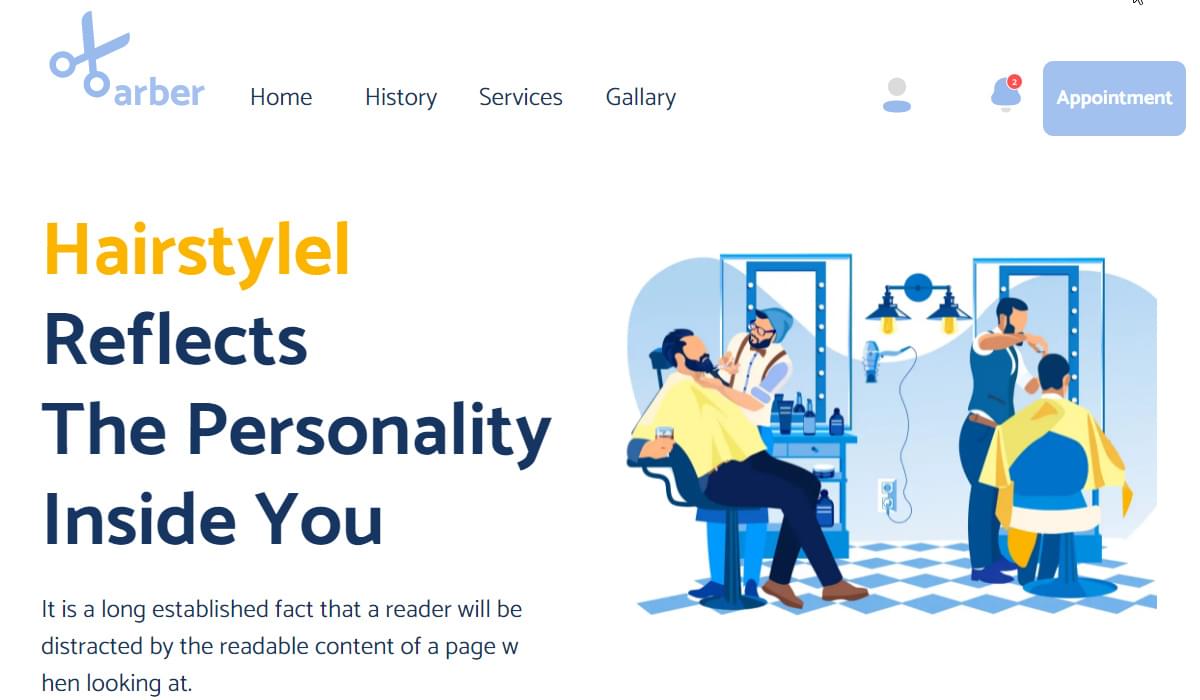 arber
Home History Services Gallary
2
Appointment
Hairstylel
Reflects
The Personality
Inside You
It is a long established fact that a reader will be
distracted by the readable content of a page w
hen looking at.